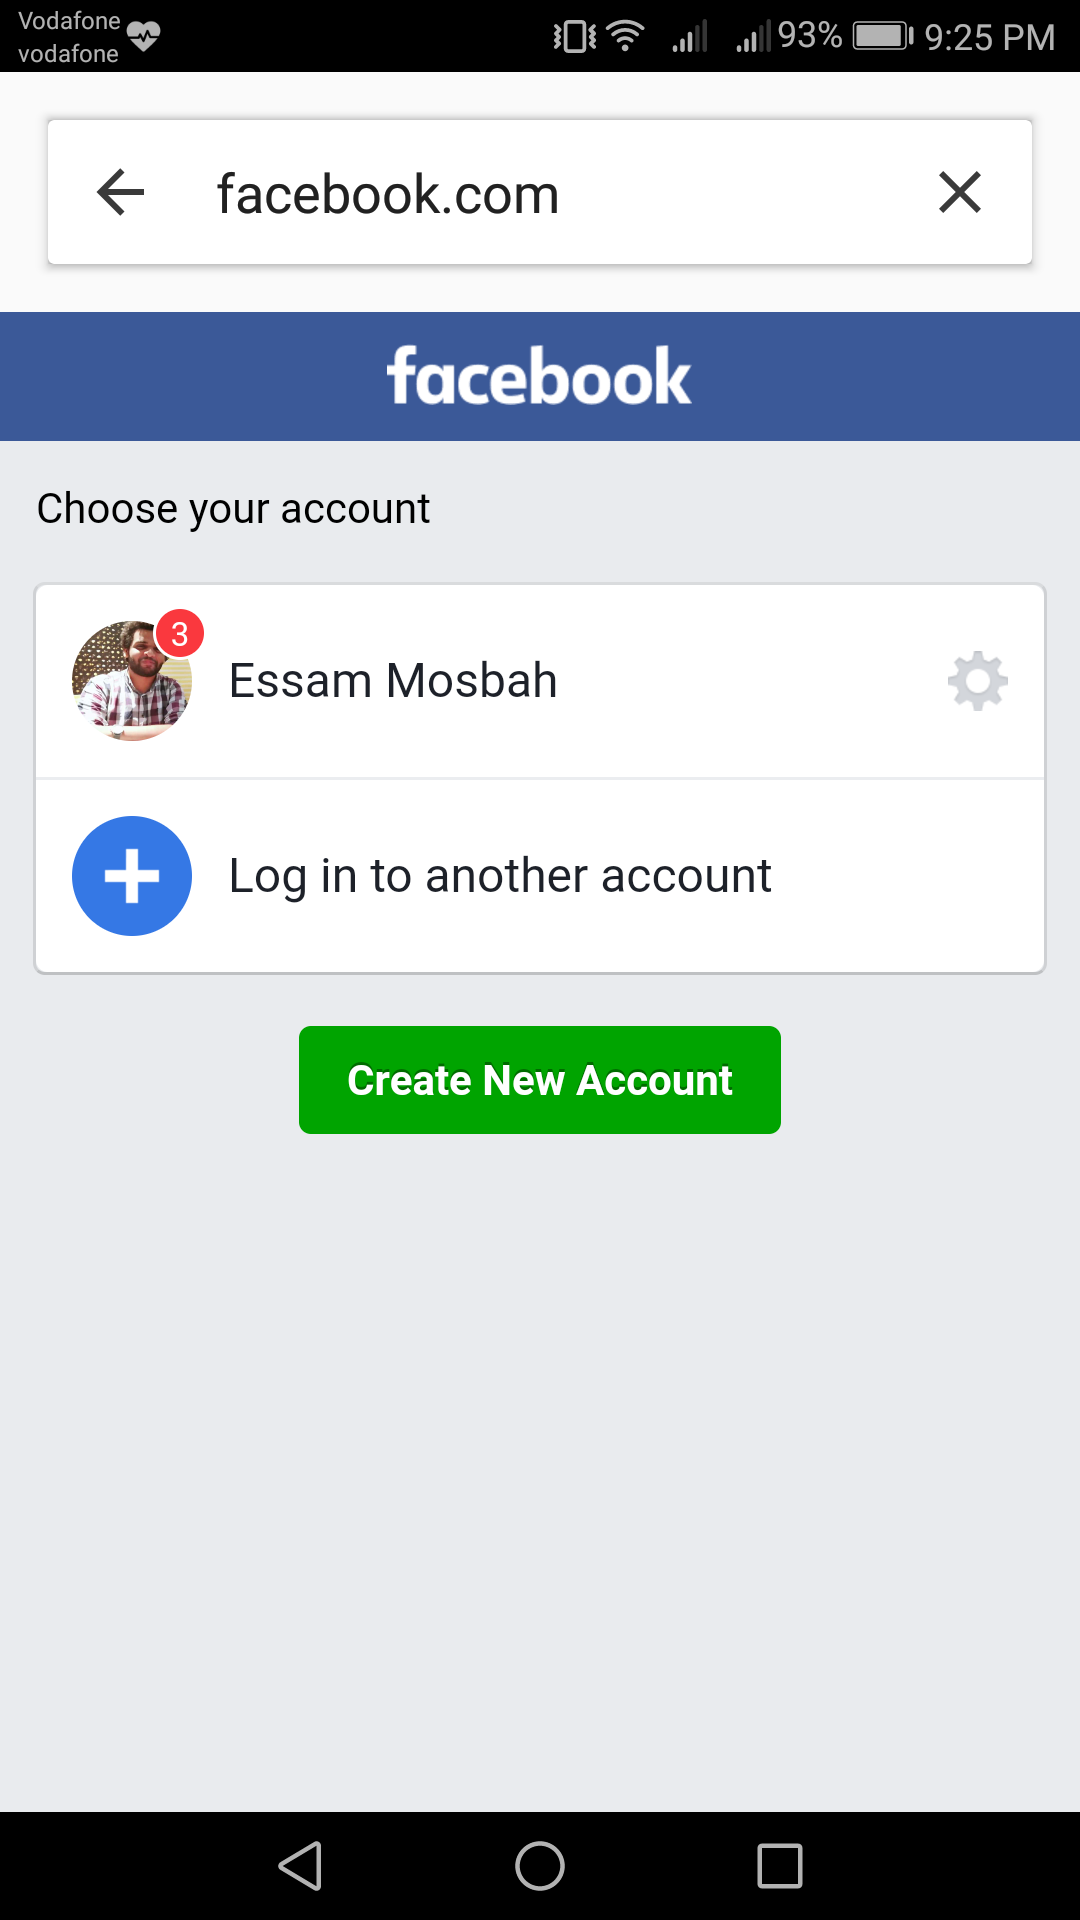 Vodafone
vodafone
93% 9:25 PM
facebook.com
facebook
Choose your account
3
Essam Mosbah
Log in to another account
Create New Account